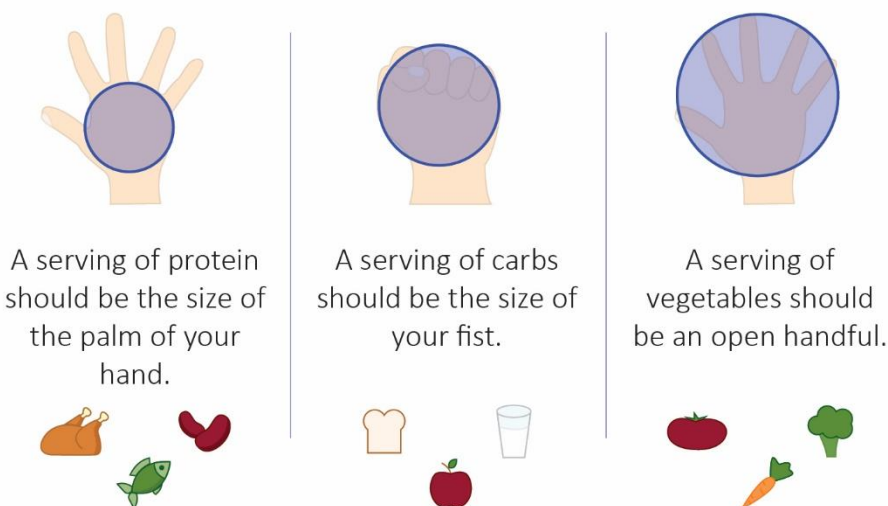 A serving of protein
should be the size of
the palm of your
hand.
A serving of carbs
should be the size of
your fist.
A serving of
vegetables should
be an open handful.